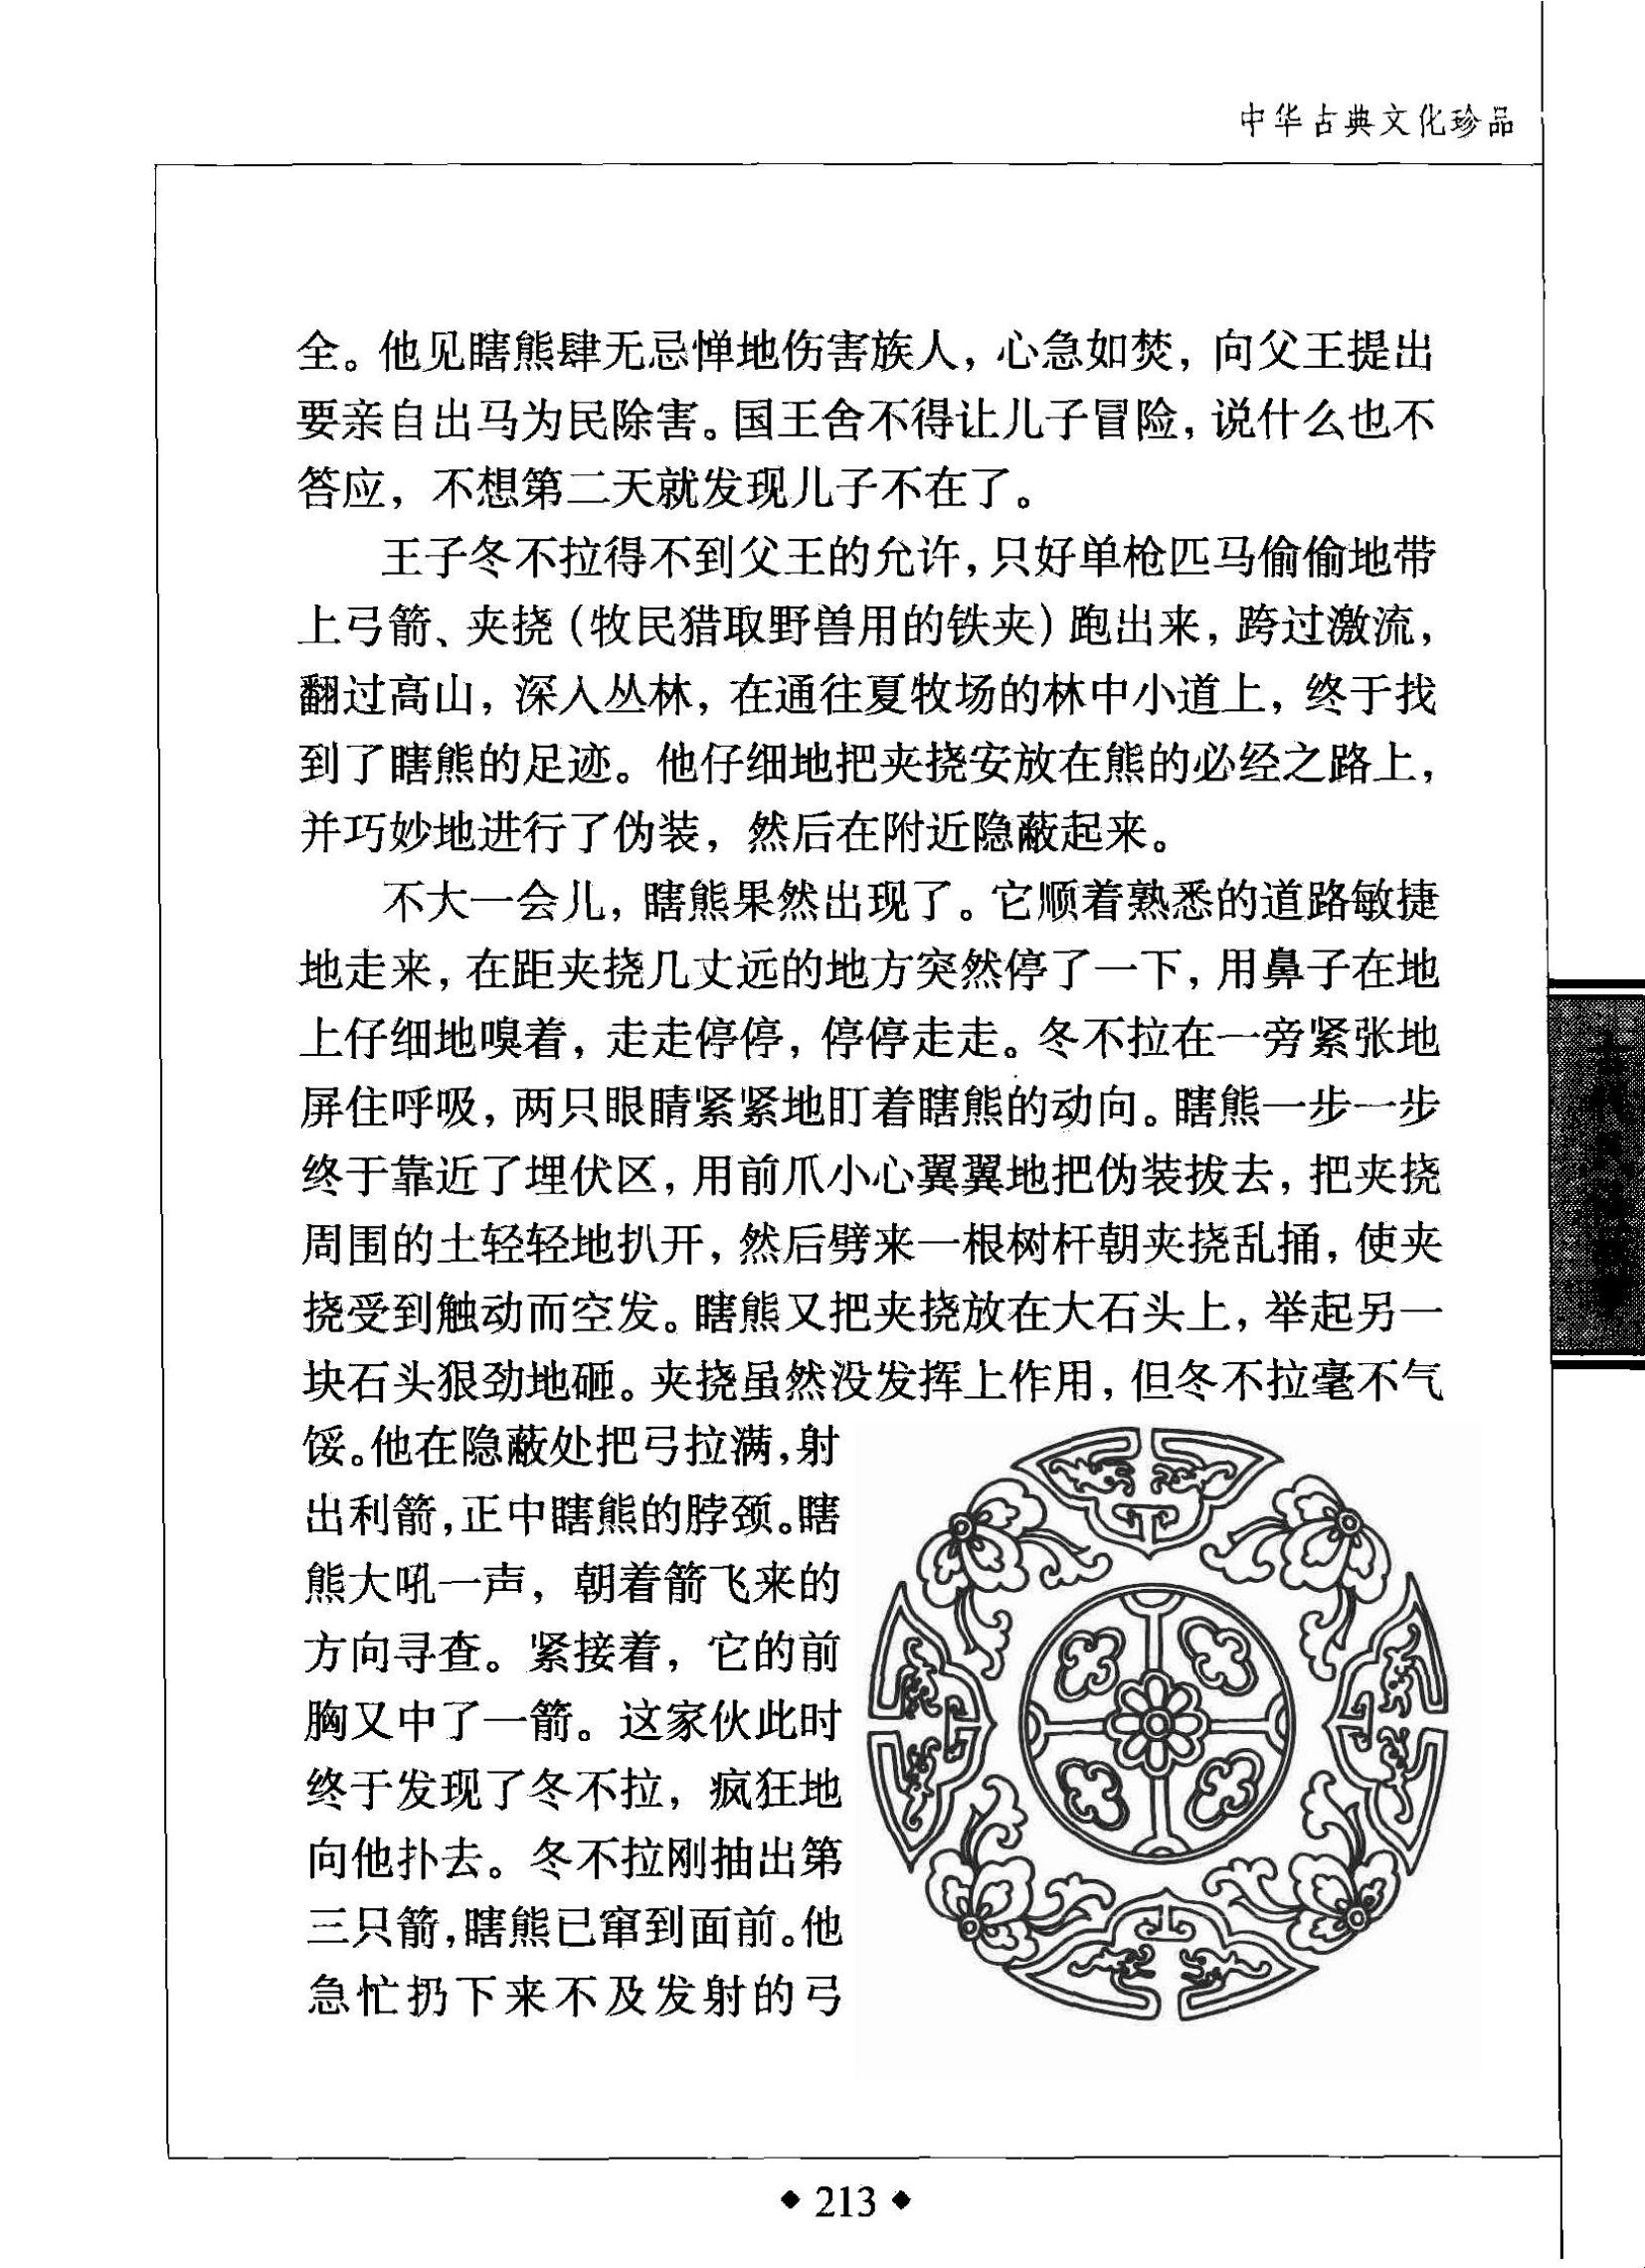 中华古典文化珍品
全。他见瞎熊肆无忌惮地伤害族人，心急如焚，向父王提出
要亲自出马为民除害。国王舍不得让儿子冒险，说什么也不
答应，不想第二天就发现儿子不在了。
王子冬不拉得不到父王的允许，只好单枪匹马偷偷地带
上弓箭、夹挠（牧民猎取野兽用的铁夹）跑出来，跨过激流，
翻过高山，深入丛林，在通往夏牧场的林中小道上，终于找
到了瞎熊的足迹。他仔细地把夹挠安放在熊的必经之路上，
并巧妙地进行了伪装，然后在附近隐蔽起来。
不大一会儿，瞎熊果然出现了。它顺着熟悉的道路敏捷
地走来，在距夹挠几丈远的地方突然停了一下，用鼻子在地
上仔细地嗅着，走走停停，停停走走。冬不拉在一旁紧张地
屏住呼吸，两只眼睛紧紧地盯着瞎熊的动向。瞎熊一步一步
终于靠近了埋伏区，用前爪小心翼翼地把伪装拔去，把夹挠
周围的土轻轻地扒开，然后劈来一根树杆朝夹挠乱捅，使夹
挠受到触动而空发。瞎熊又把夹挠放在大石头上，举起另一
块石头狠劲地砸。夹挠虽然没发挥上作用，但冬不拉毫不气
馁。他在隐蔽处把弓拉满，射
出利箭，正中瞎熊的脖颈。瞎
熊大吼一声，朝着箭飞来的
方向寻查。紧接着，它的前
胸又中了一箭。这家伙此时
终于发现了冬不拉，疯狂地
向他扑去。冬不拉刚抽出第
三只箭，瞎熊已窜到面前。他
急忙扔下来不及发射的弓
◆ 213 ◆